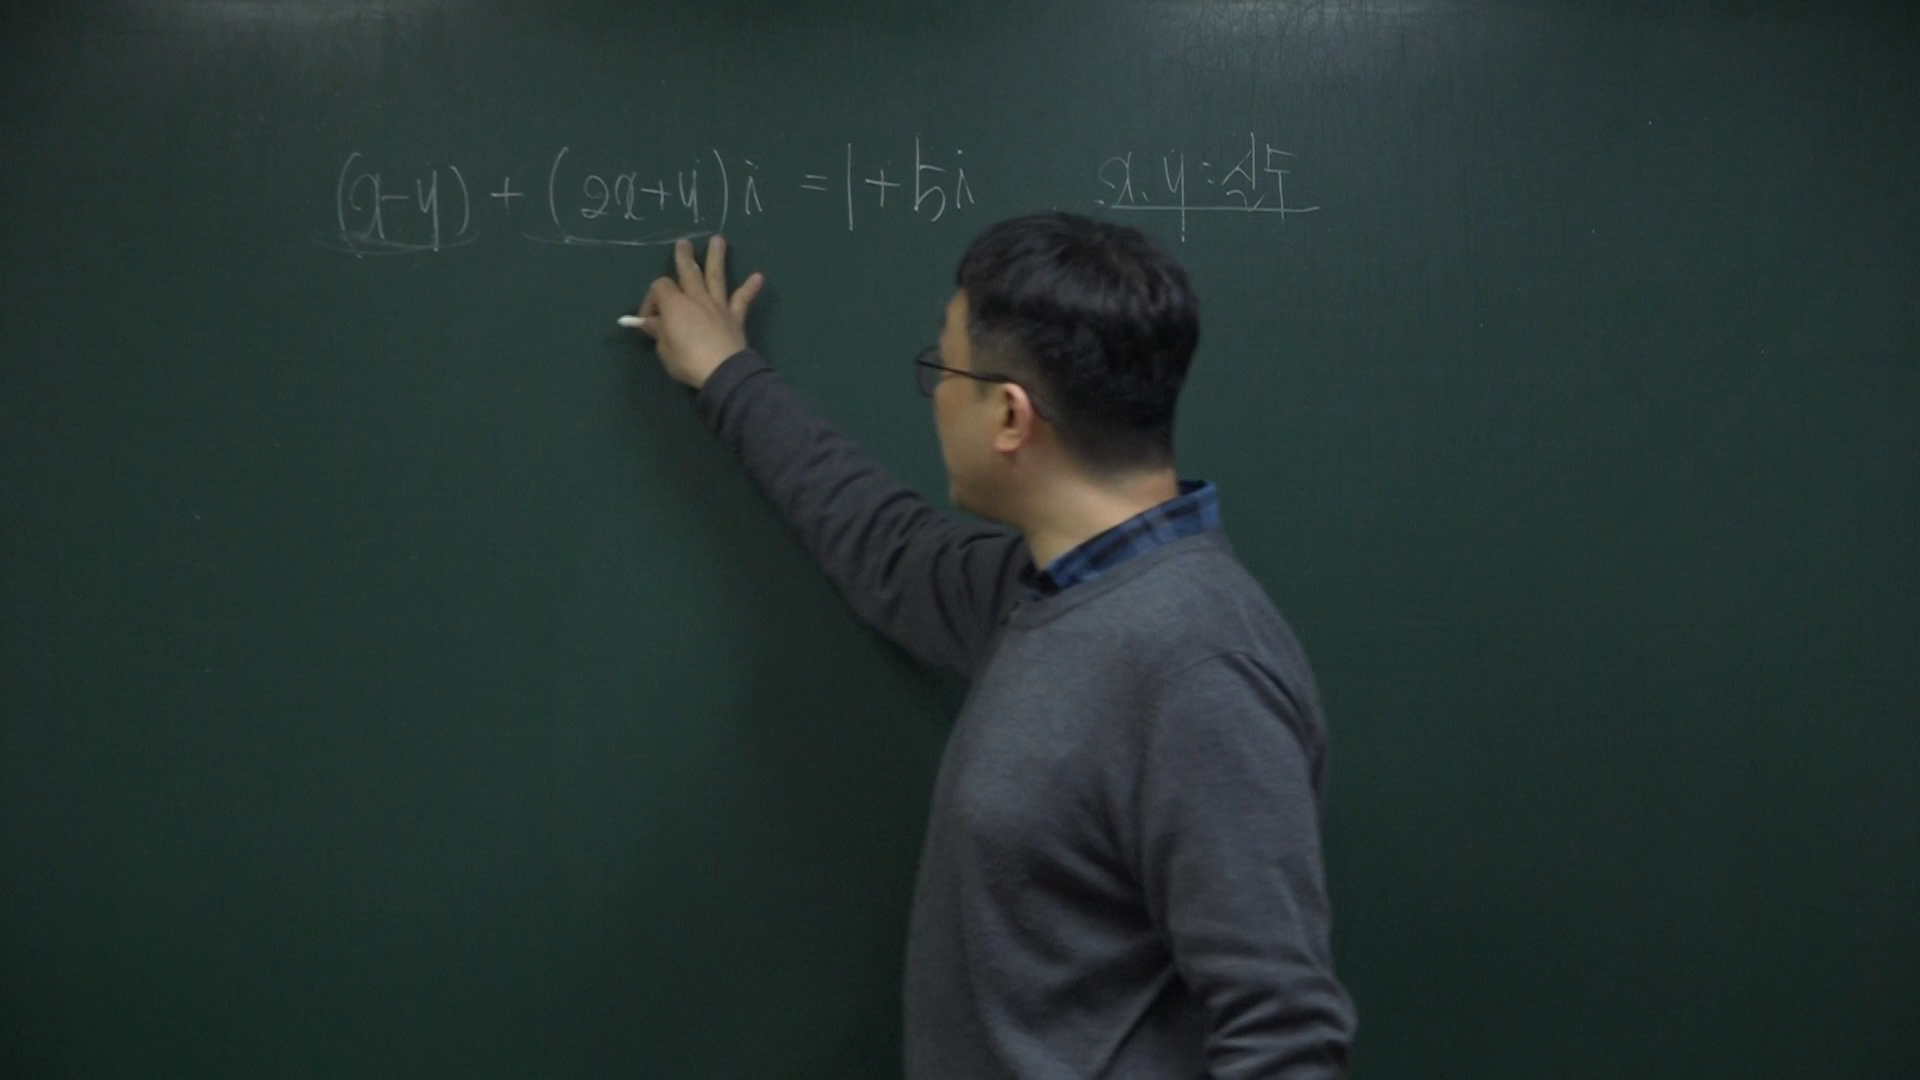 (x-y) + (2x+y)i = 1+5i   x, y : 실수